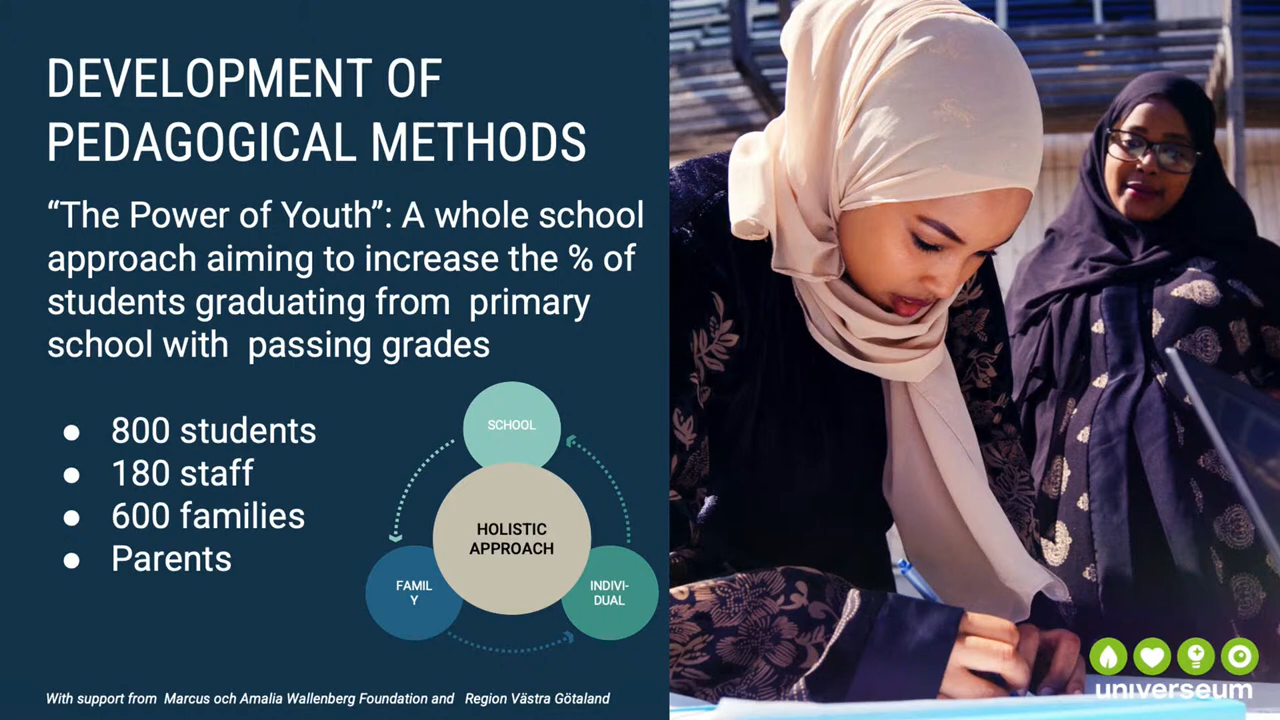 DEVELOPMENT OF
PEDAGOGICAL METHODS
“The Power of Youth”: A whole school
approach aiming to increase the % of
students graduating from  primary
school with  passing grades
● 800 students
● 180 staff
● 600 families
● Parents
SCHOOL
HOLISTIC
APPROACH
FAMIL
Y
INDIVI-
DUAL
With support from  Marcus och Amalia Wallenberg Foundation and   Region Västra Götaland
universeum